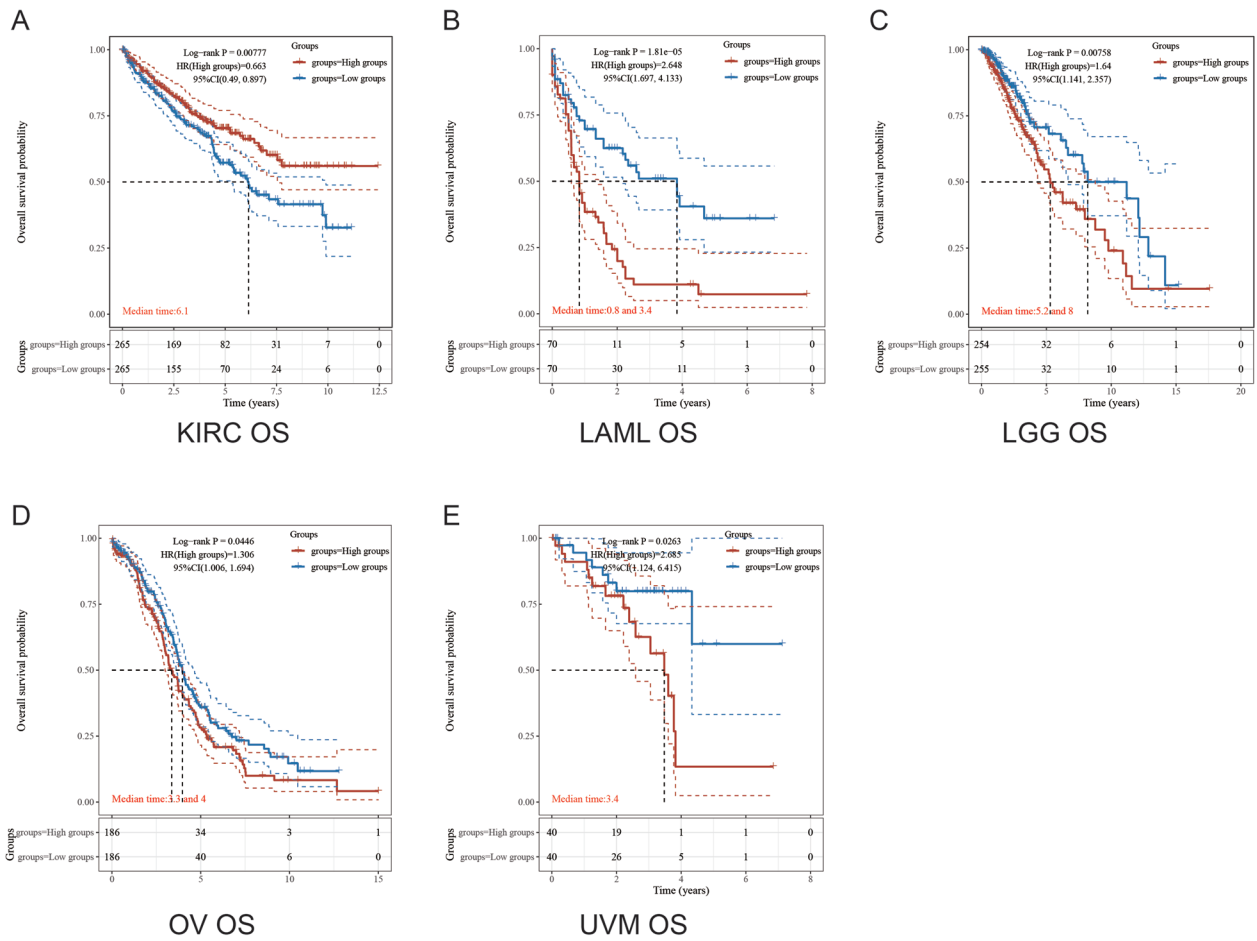 A
Log-rank P = 0.00777
HR(High groups)=0.663
95%CI(0.49, 0.897)
Groups
groups=High groups
groups=Low groups
Overall survival probability
1.00
0.75
0.50
0.25
0.00
Median time:6.1
Groups
groups=High groups 265 169 82 31 7 0
groups=Low groups 265 155 70 24 6 0
0 2.5 5 7.5 10 12.5
Time (years)
KIRC OS
B
Log-rank P = 1.81e-05
HR(High groups)=2.648
95%CI(1.697, 4.133)
Groups
groups=High groups
groups=Low groups
Overall survival probability
1.00
0.75
0.50
0.25
0.00
Median time:0.8 and 3.4
Groups
groups=High groups 70 11 5 1 0
groups=Low groups 70 30 11 3 0
0 2 4 6 8
Time (years)
LAML OS
C
Log-rank P = 0.00758
HR(High groups)=1.64
95%CI(1.141, 2.357)
Groups
groups=High groups
groups=Low groups
Overall survival probability
1.00
0.75
0.50
0.25
0.00
Median time:5.2 and 8
Groups
groups=High groups 254 32 6 1 0
groups=Low groups 255 32 10 1 0
0 5 10 15 20
Time (years)
LGG OS
D
Log-rank P = 0.0446
HR(High groups)=1.306
95%CI(1.006, 1.694)
Groups
groups=High groups
groups=Low groups
Overall survival probability
1.00
0.75
0.50
0.25
0.00
Median time:3.3 and 4
Groups
groups=High groups 186 34 3 1
groups=Low groups 186 40 6 0
0 5 10 15
OV OS
E
Log-rank P = 0.0263
HR(High groups)=2.685
95%CI(1.124, 6.415)
Groups
groups=High groups
groups=Low groups
Overall survival probability
1.00
0.75
0.50
0.25
0.00
Median time:3.4
Groups
groups=High groups 40 19 1 1 0
groups=Low groups 40 26 5 1 0
0 2 4 6 8
Time (years)
UVM OS